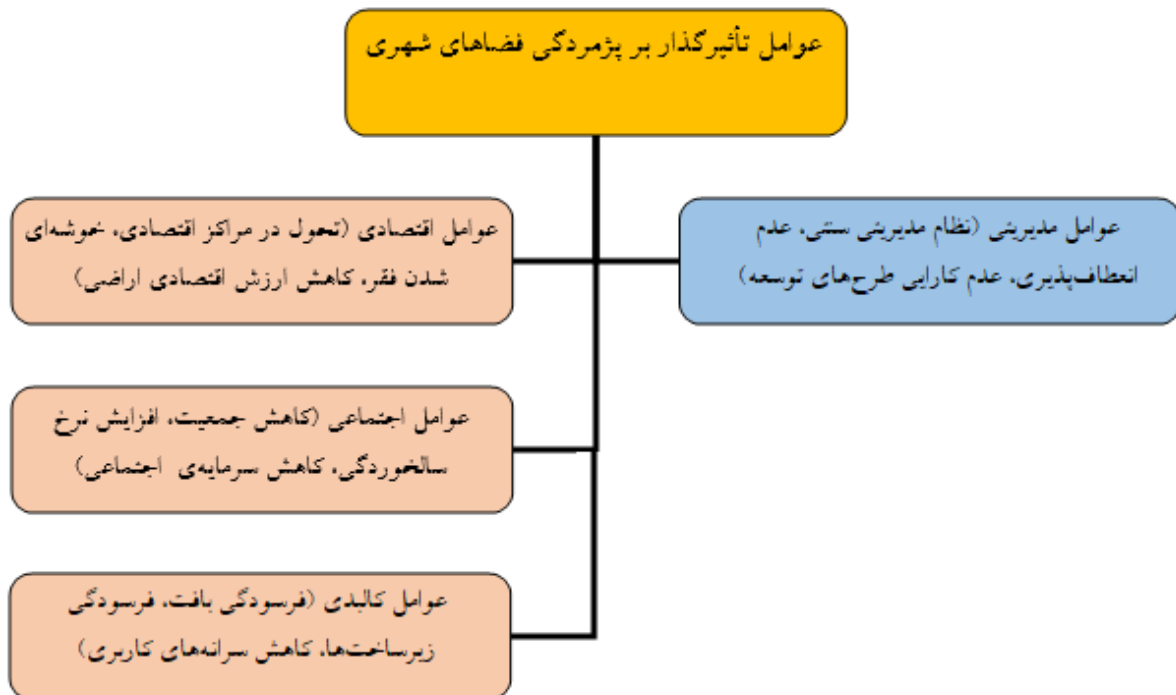 عوامل تأثیرگذار بر پژمردگی فضاهای شهری
عوامل مدیریتی (نظام مدیریتی سنتی، عدم
انعطاف‌پذیری، عدم کارایی طرح‌های توسعه)
عوامل اقتصادی (تحول در مراکز اقتصادی، خوشه‌ای
شدن فقر، کاهش ارزش اقتصادی اراضی)
عوامل اجتماعی (کاهش جمعیت، افزایش نرخ
سالخوردگی، کاهش سرمایه‌ی اجتماعی)
عوامل کالبدی (فرسودگی بافت، فرسودگی
زیرساخت‌ها، کاهش سرانه‌های کاربری)